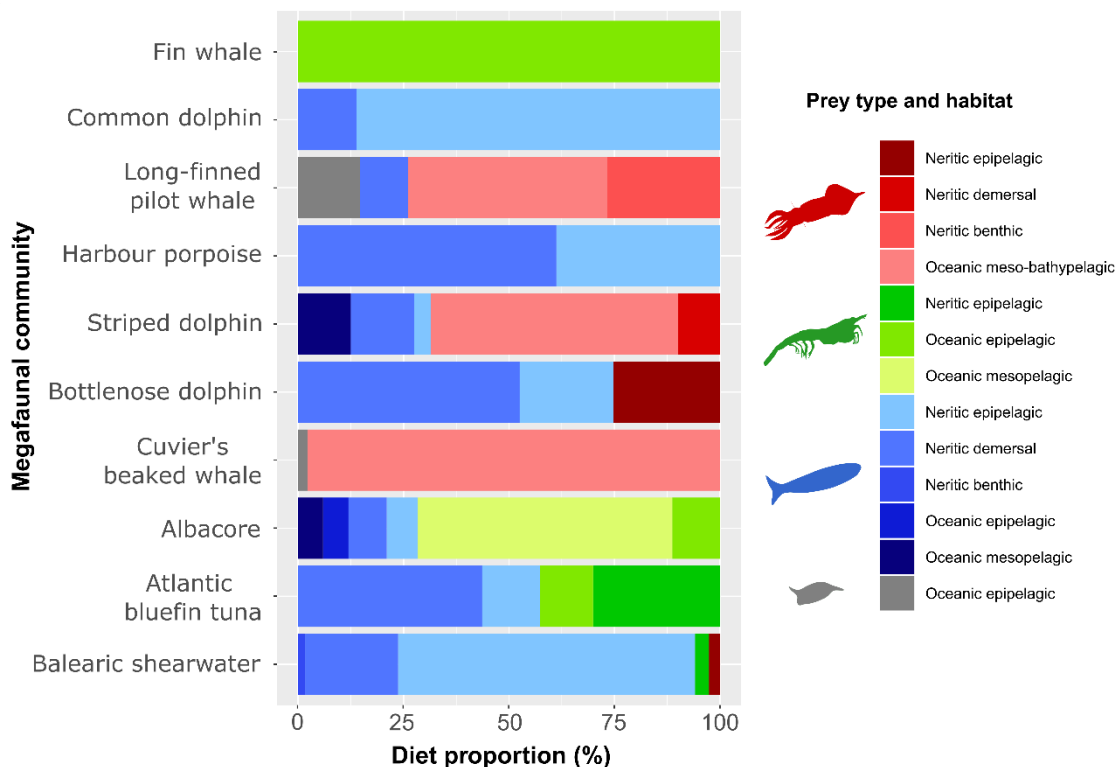 Fin whale
Common dolphin
Long-finned
pilot whale
Harbour porpoise
Striped dolphin
Bottlenose dolphin
Cuvier's
beaked whale
Albacore
Atlantic
bluefin tuna
Balearic shearwater
Megafaunal community
0 25 50 75 100
Diet proportion (%)
Prey type and habitat
Neritic epipelagic
Neritic demersal
Neritic benthic
Oceanic meso-bathypelagic
Neritic epipelagic
Oceanic epipelagic
Oceanic mesopelagic
Neritic epipelagic
Neritic demersal
Neritic benthic
Oceanic epipelagic
Oceanic mesopelagic
Oceanic epipelagic